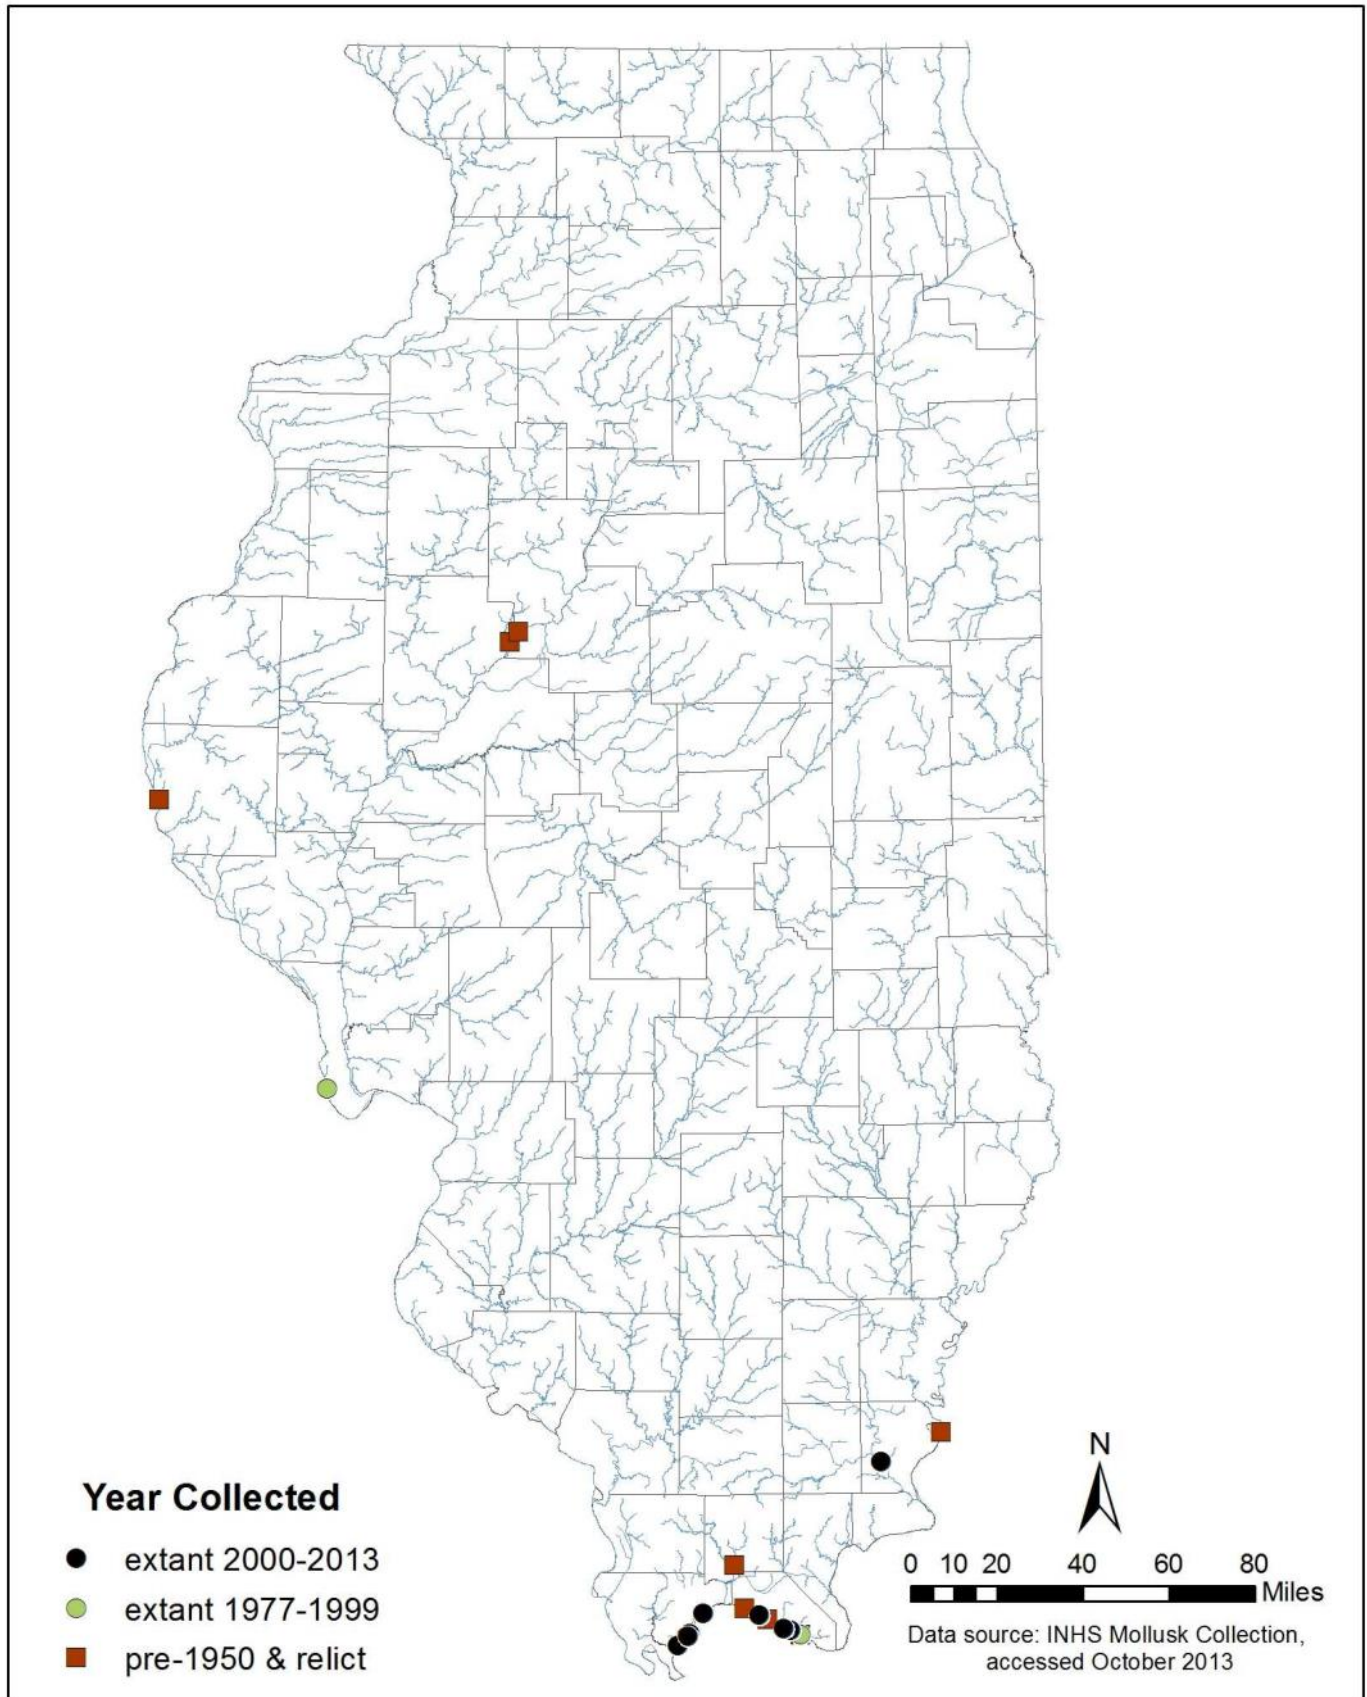 N
0 10 20 40 60 80
Miles
Data source: INHS Mollusk Collection,
accessed October 2013
Year Collected
extant 2000-2013
extant 1977-1999
pre-1950 & relict